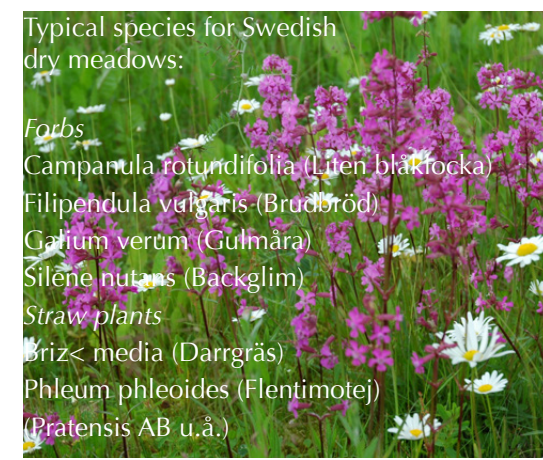 Typical species for Swedish
dry meadows:
Forbs
Campanula rotundifolia (Liten blåklocka)
Filipendula vulgaris (Brudbröd)
Galium verum (Gulmåra)
Silene nutans (Backglim)
Straw plants
Briz< media (Darrgräs)
Phleum phleoides (Flentimotej)
(Pratensis AB u.å.)